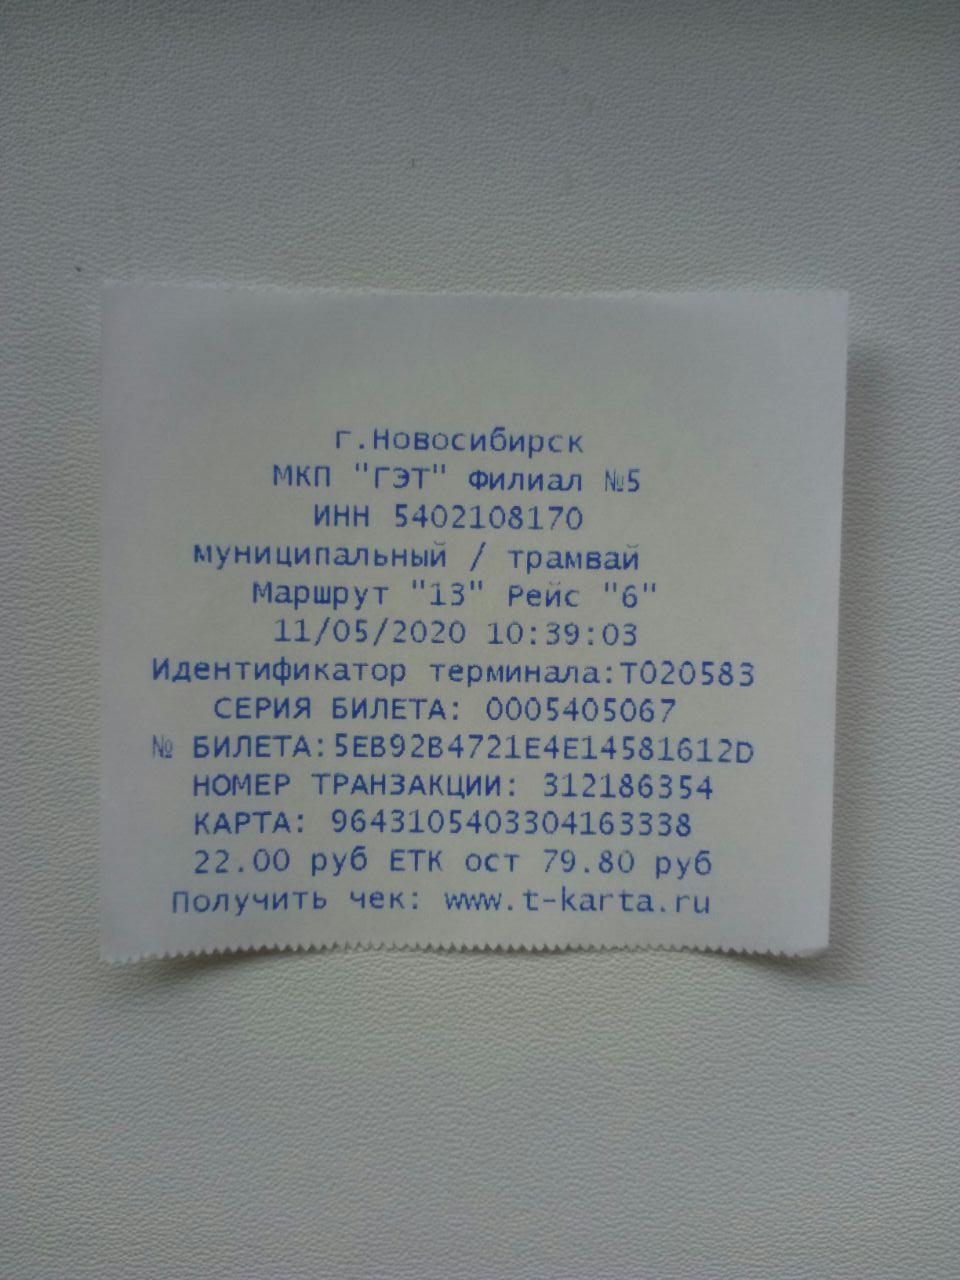 г.Новосибирск
МКП "ГЭТ" Филиал №5
ИНН 5402108170
муниципальный / трамвай
Маршрут "13" Рейс "6"
11/05/2020 10:39:03
Идентификатор терминала:T020583
СЕРИЯ БИЛЕТА: 0005405067
№ БИЛЕТА:5EB92B4721E4E14581612D
НОМЕР ТРАНЗАКЦИИ: 312186354
КАРТА: 9643105403304163338
22.00 руб ЕТК ост 79.80 руб
Получить чек: www.t-karta.ru